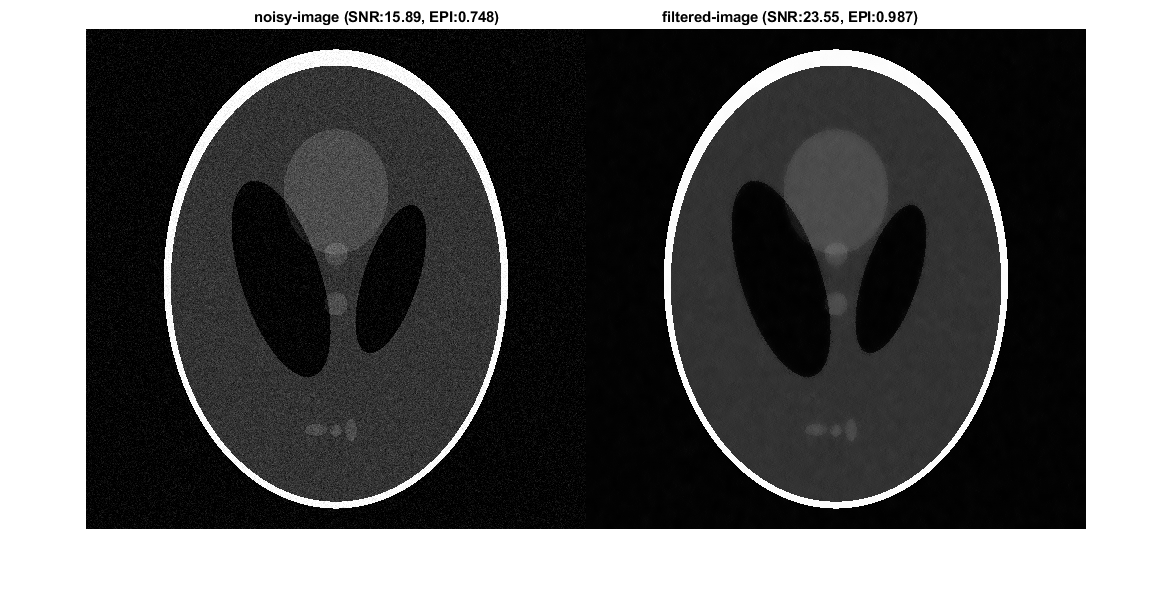 noisy-image (SNR:15.89, EPI:0.748)
filtered-image (SNR:23.55, EPI:0.987)